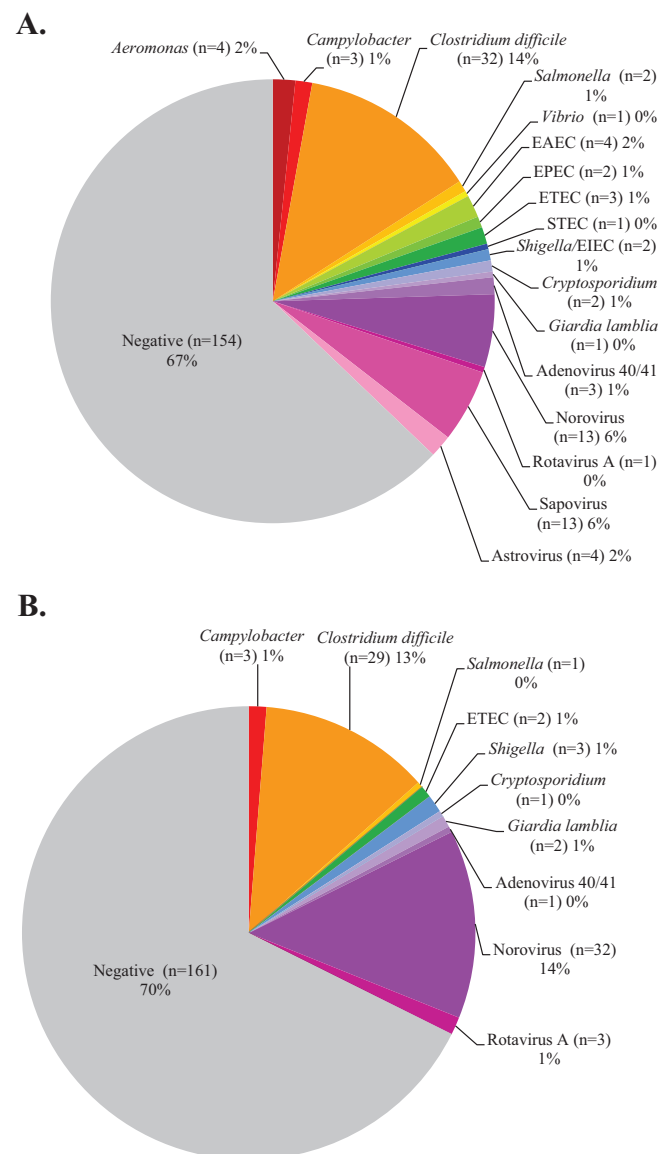 A.
Aeromonas (n=4) 2%
Campylobacter
(n=3) 1%
Clostridium difficile
(n=32) 14%
Salmonella (n=2)
1%
Vibrio (n=1) 0%
EAEC (n=4) 2%
EPEC (n=2) 1%
ETEC (n=3) 1%
STEC (n=1) 0%
Shigella/EIEC (n=2)
1%
Cryptosporidium
(n=2) 1%
Giardia lamblia
(n=1) 0%
Adenovirus 40/41
(n=3) 1%
Norovirus
(n=13) 6%
Rotavirus A (n=1)
0%
Sapovirus
(n=13) 6%
Astrovirus (n=4) 2%
Negative (n=154)
67%
B.
Campylobacter
(n=3) 1%
Clostridium difficile
(n=29) 13%
Salmonella (n=1)
0%
ETEC (n=2) 1%
Shigella (n=3) 1%
Cryptosporidium
(n=1) 0%
Giardia lamblia
(n=2) 1%
Adenovirus 40/41
(n=1) 0%
Norovirus (n=32)
14%
Rotavirus A (n=3)
1%
Negative (n=161)
70%